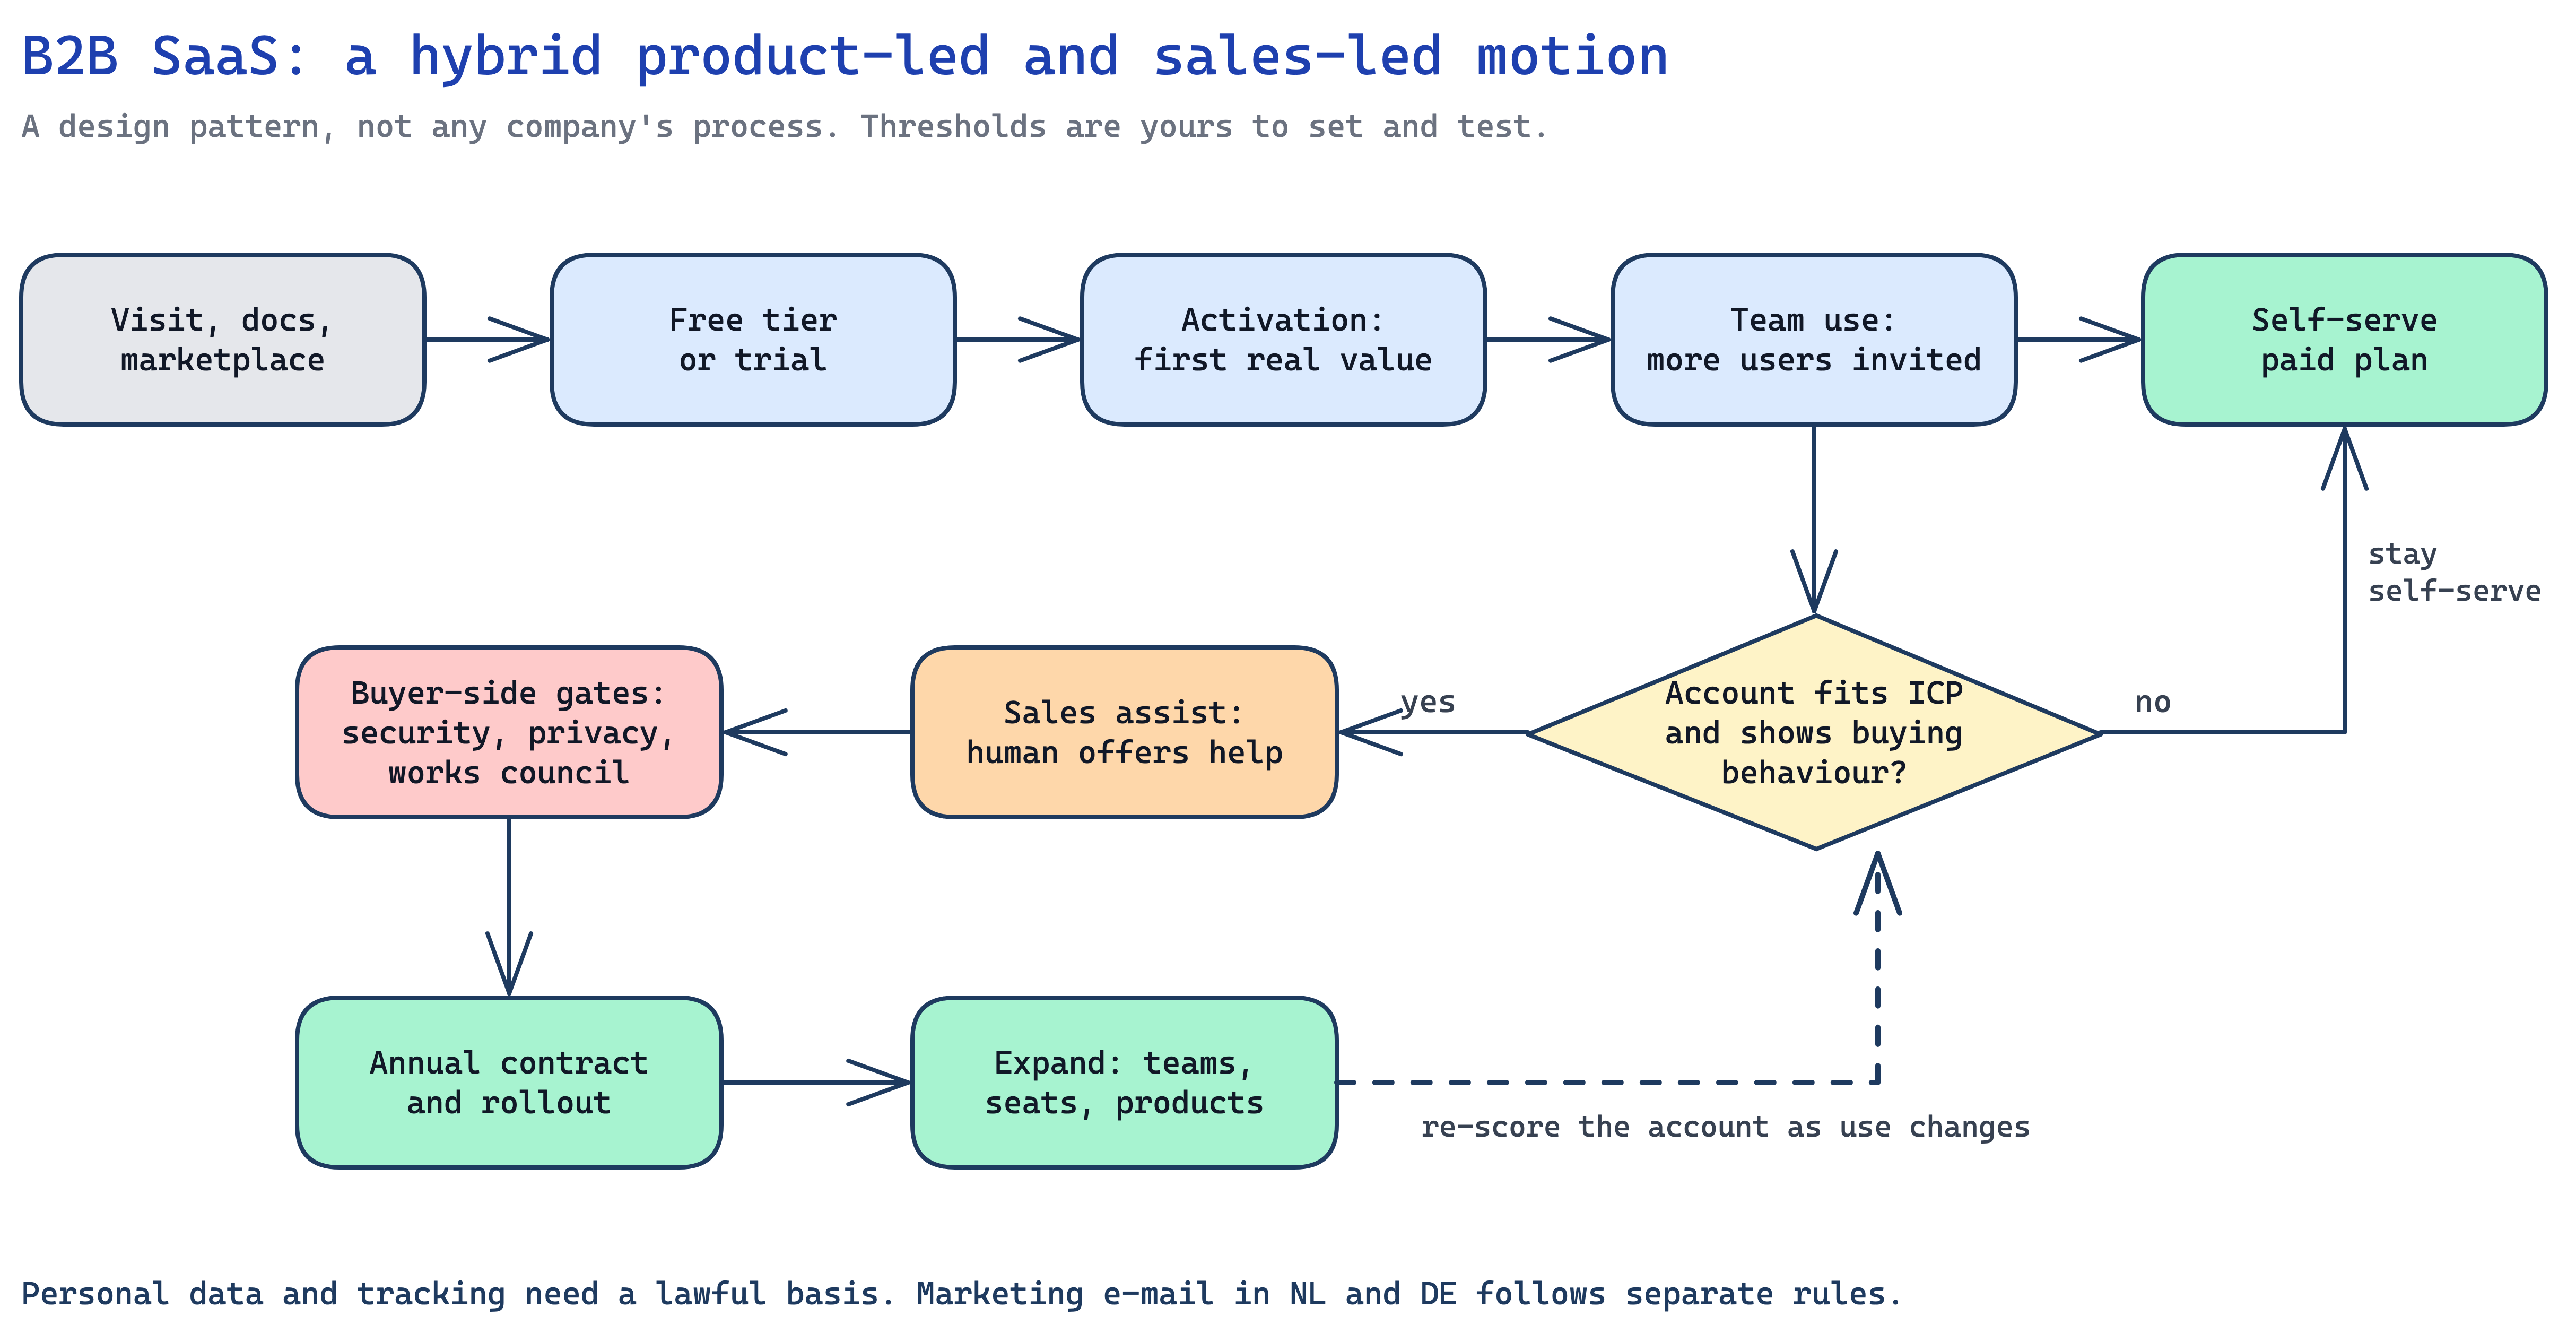 B2B SaaS: a hybrid product-led and sales-led motion
A design pattern, not any company's process. Thresholds are yours to set and test.
Visit, docs,
marketplace
Free tier
or trial
Activation:
first real value
Team use:
more users invited
Self-serve
paid plan
stay
self-serve
Buyer-side gates:
security, privacy,
works council
Sales assist:
human offers help
yes
Account fits ICP
and shows buying
behaviour?
no
Annual contract
and rollout
Expand: teams,
seats, products
re-score the account as use changes
Personal data and tracking need a lawful basis. Marketing e-mail in NL and DE follows separate rules.